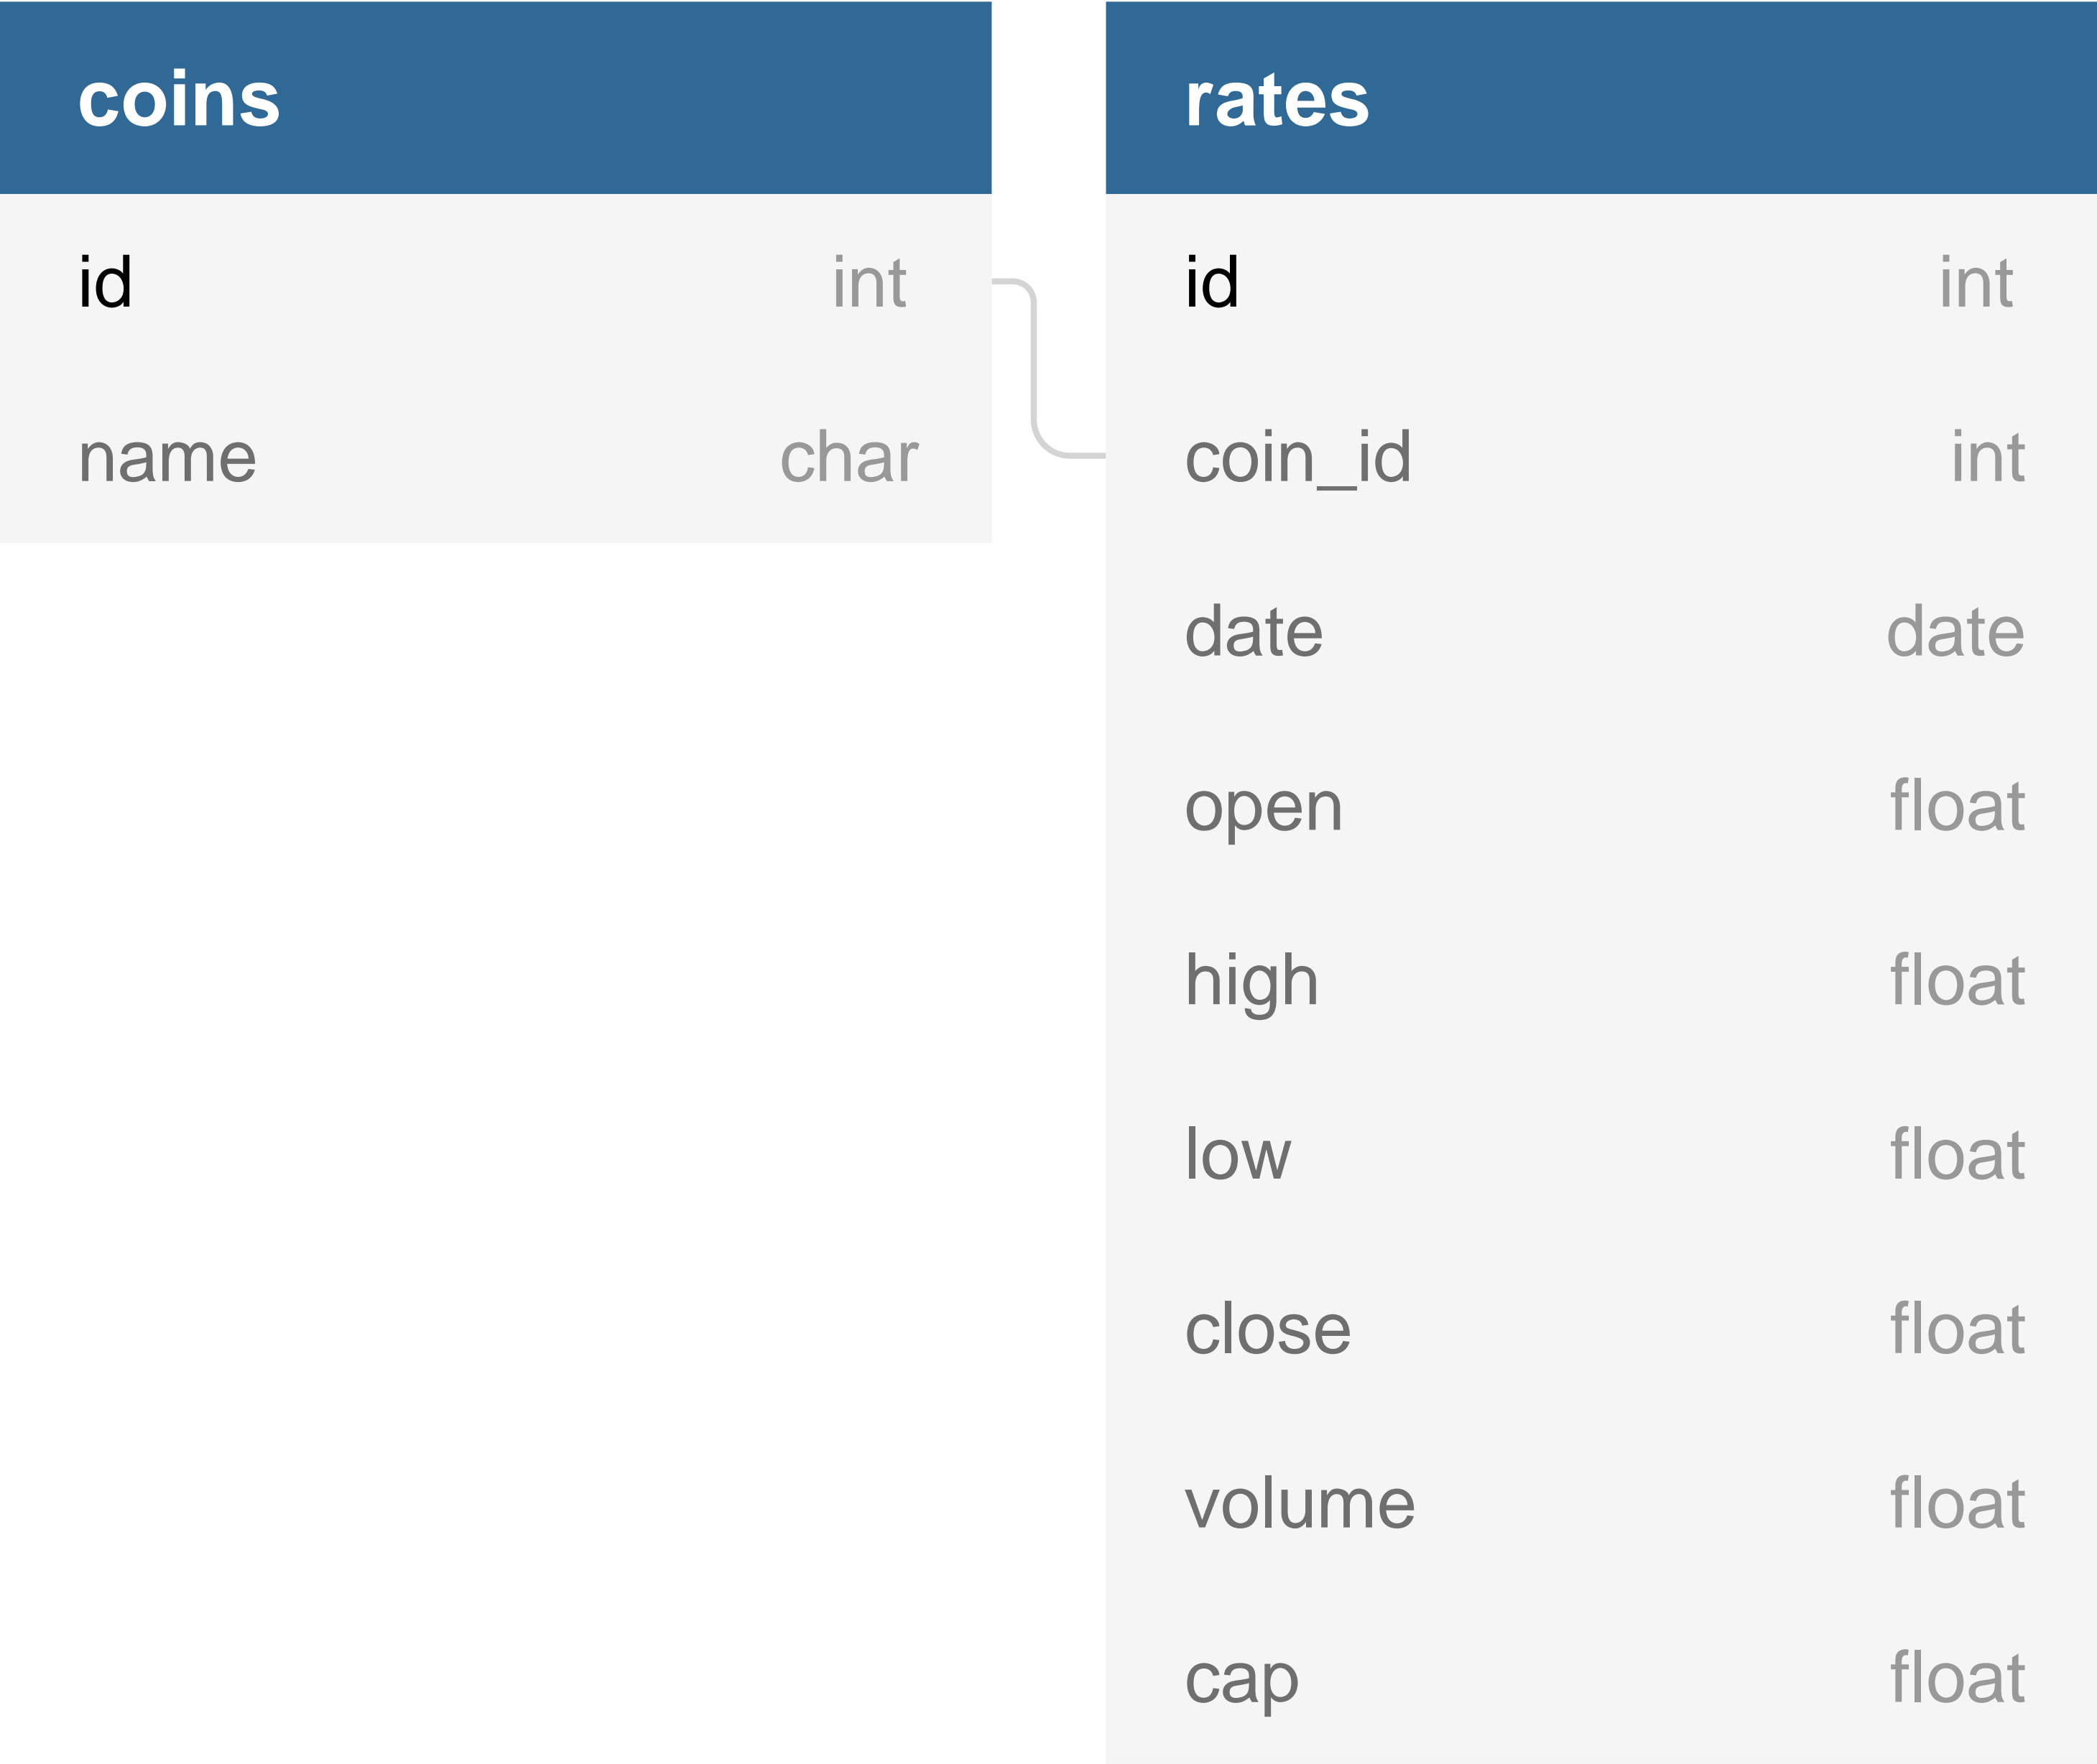 coins
id int
name char
rates
id int
coin_id int
date date
open float
high float
low float
close float
volume float
cap float